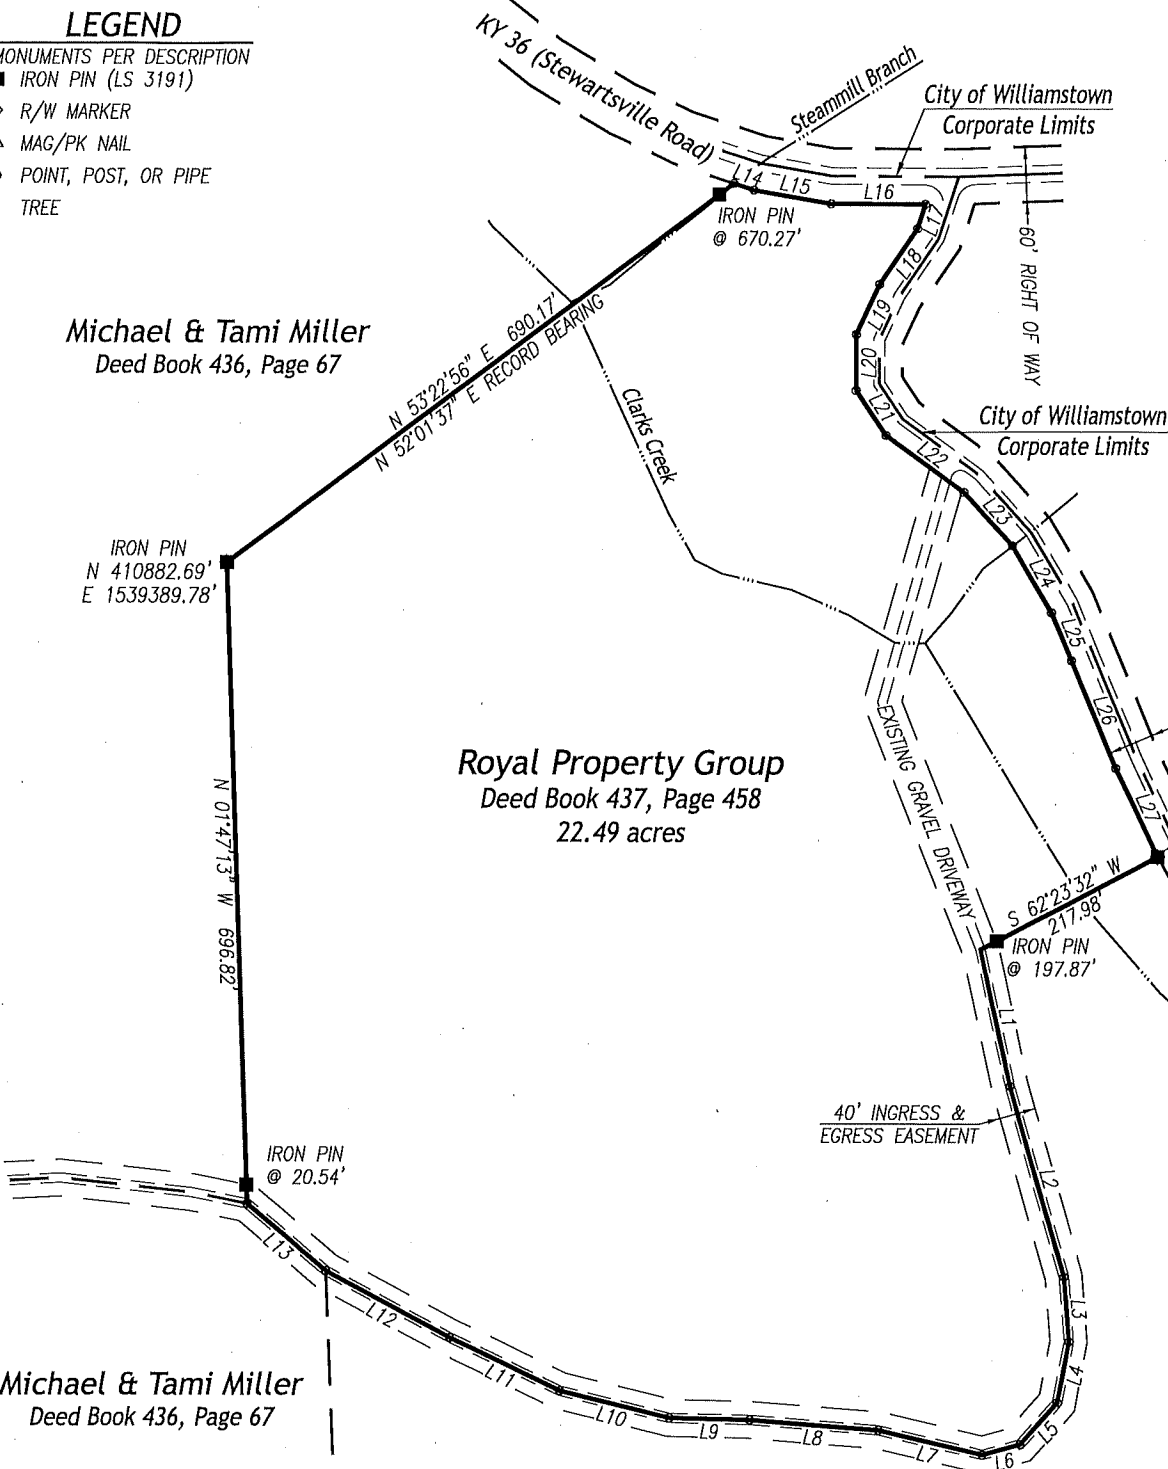 LEGEND
MONUMENTS PER DESCRIPTION
IRON PIN (LS 3191)
R/W MARKER
MAG/PK NAIL
POINT, POST, OR PIPE
TREE
KY 36 (Stewartsville Road)
Steammill Branch
City of Williamstown
Corporate Limits
L14
L15
L16
IRON PIN
@ 670.27'
L17
L18
L19
L20
L21
L22
60' RIGHT OF WAY
Michael & Tami Miller
Deed Book 436, Page 67
N 53°22'56" E 690.17'
N 52°01'37" E RECORD BEARING
Clarks Creek
City of Williamstown
Corporate Limits
L23
L24
L25
L26
L27
IRON PIN
N 410882.69'
E 1539389.78'
Royal Property Group
Deed Book 437, Page 458
22.49 acres
EXISTING GRAVEL DRIVEWAY
N 01°47'13" W 696.82'
S 62°23'32" W
217.98'
IRON PIN
@ 197.87'
L1
40' INGRESS &
EGRESS EASEMENT
L2
IRON PIN
@ 20.54'
L13
L12
L11
L10
L9
L8
L7
L6
L5
L4
L3
Michael & Tami Miller
Deed Book 436, Page 67